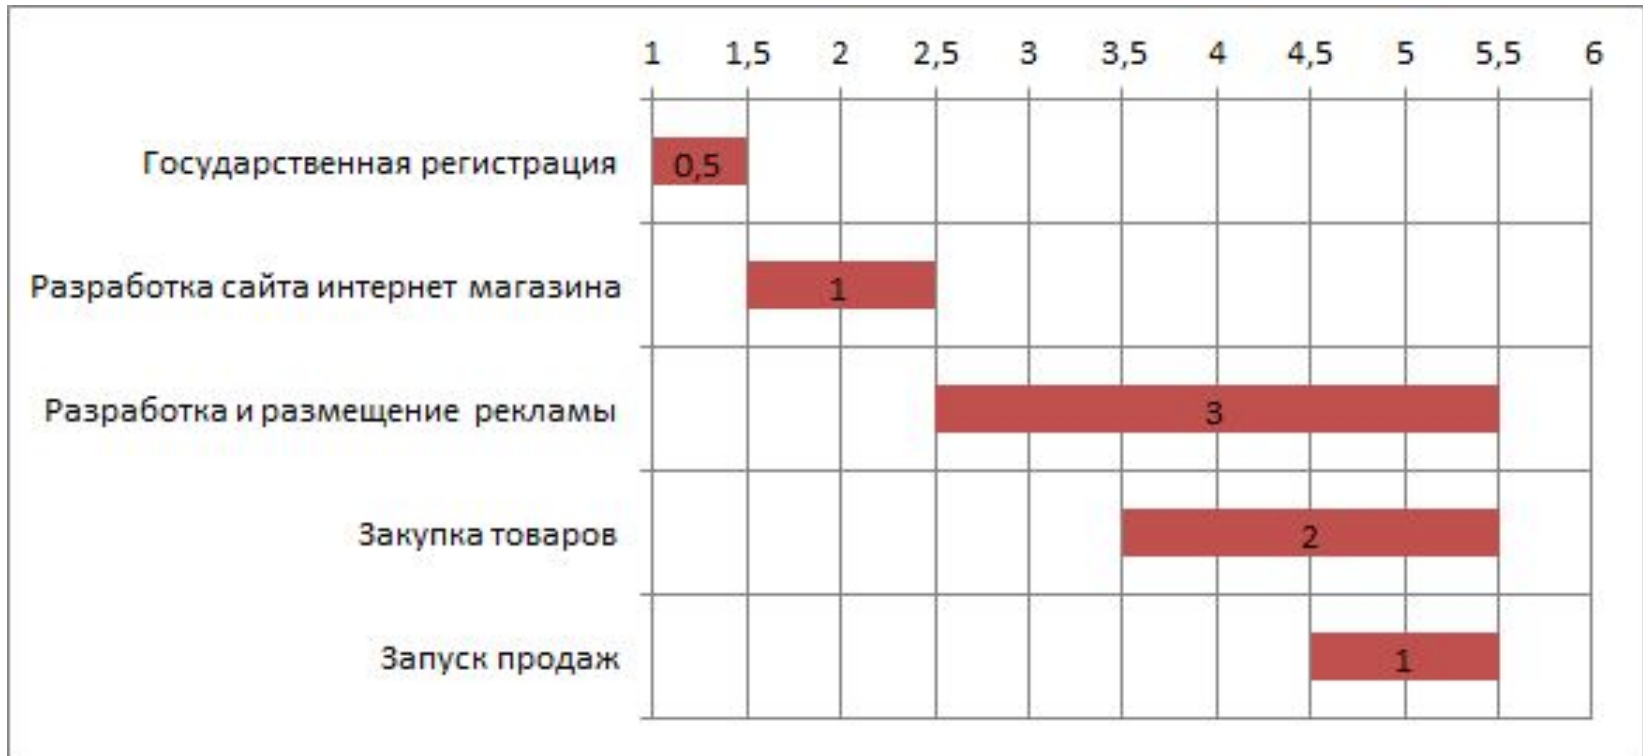 1 1,5 2 2,5 3 3,5 4 4,5 5 5,5 6
Государственная регистрация 0,5
Разработка сайта интернет магазина 1
Разработка и размещение рекламы 3
Закупка товаров 2
Запуск продаж 1